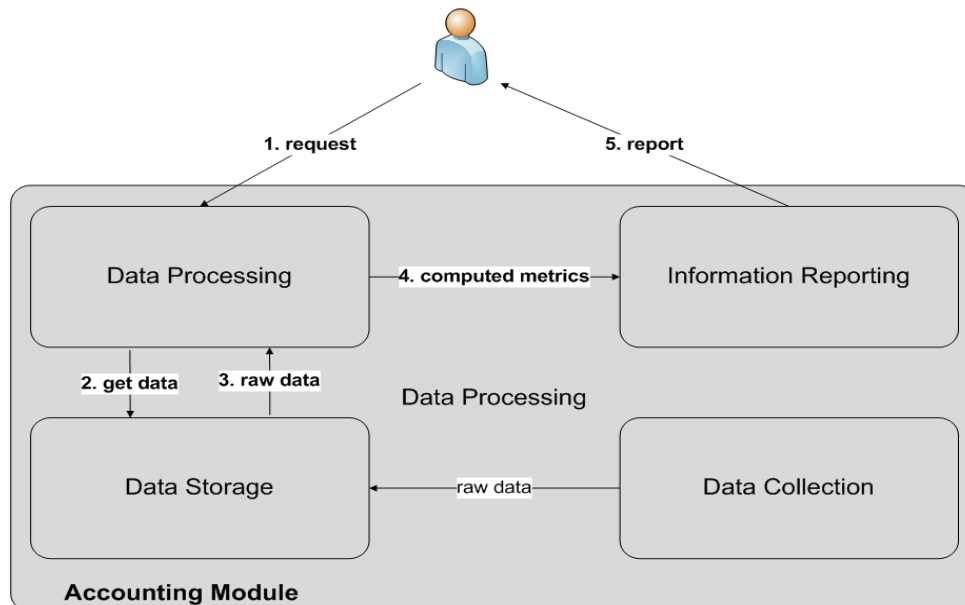 1. request
5. report
Data Processing
4. computed metrics
Information Reporting
2. get data
3. raw data
Data Processing
Data Storage
raw data
Data Collection
Accounting Module